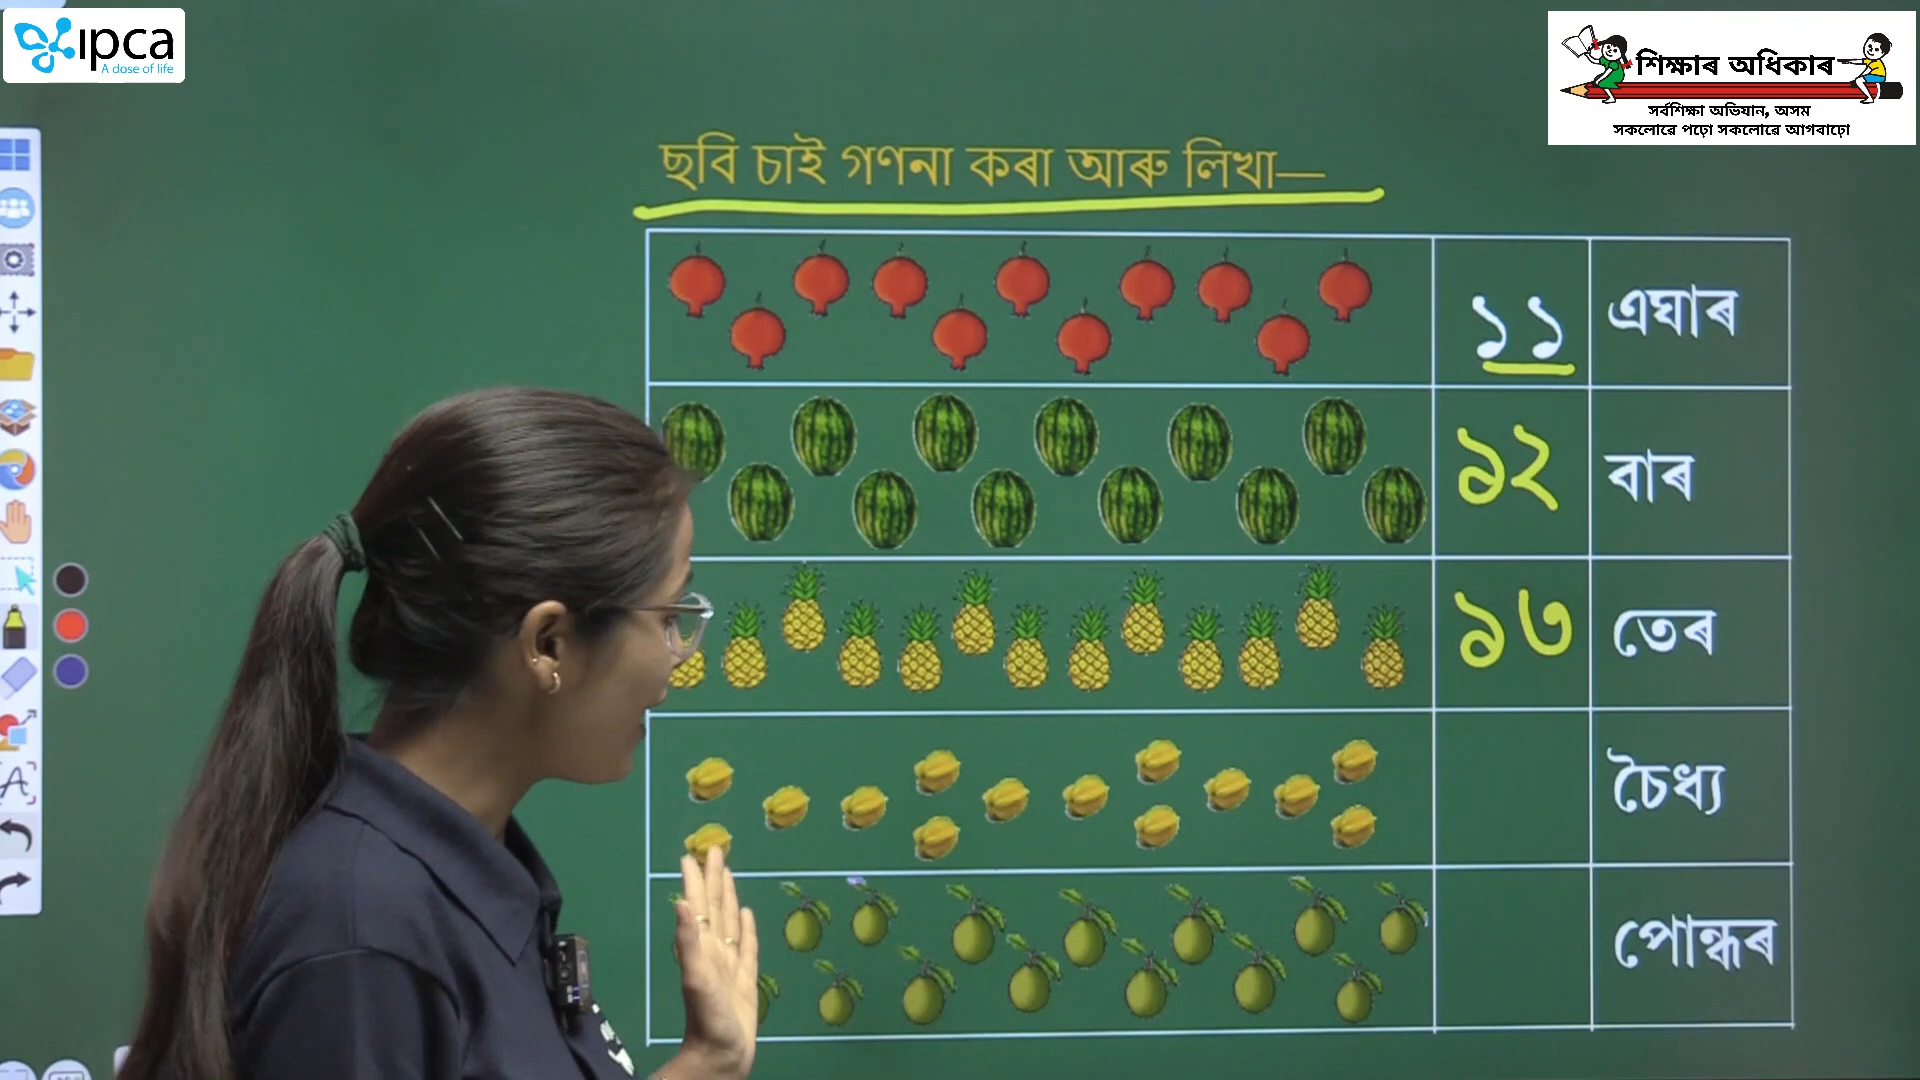 ipca
A dose of life
শিক্ষাৰ অধিকাৰ
সৰ্বশিক্ষা অভিযান, অসম
সকলোৱে পঢ়ো সকলোৱে আগবাঢ়ো
ছবি চাই গণনা কৰা আৰু লিখা—
১১ এঘাৰ
১২ বাৰ
১৩ তেৰ
চৈধ্য
পোন্ধৰ